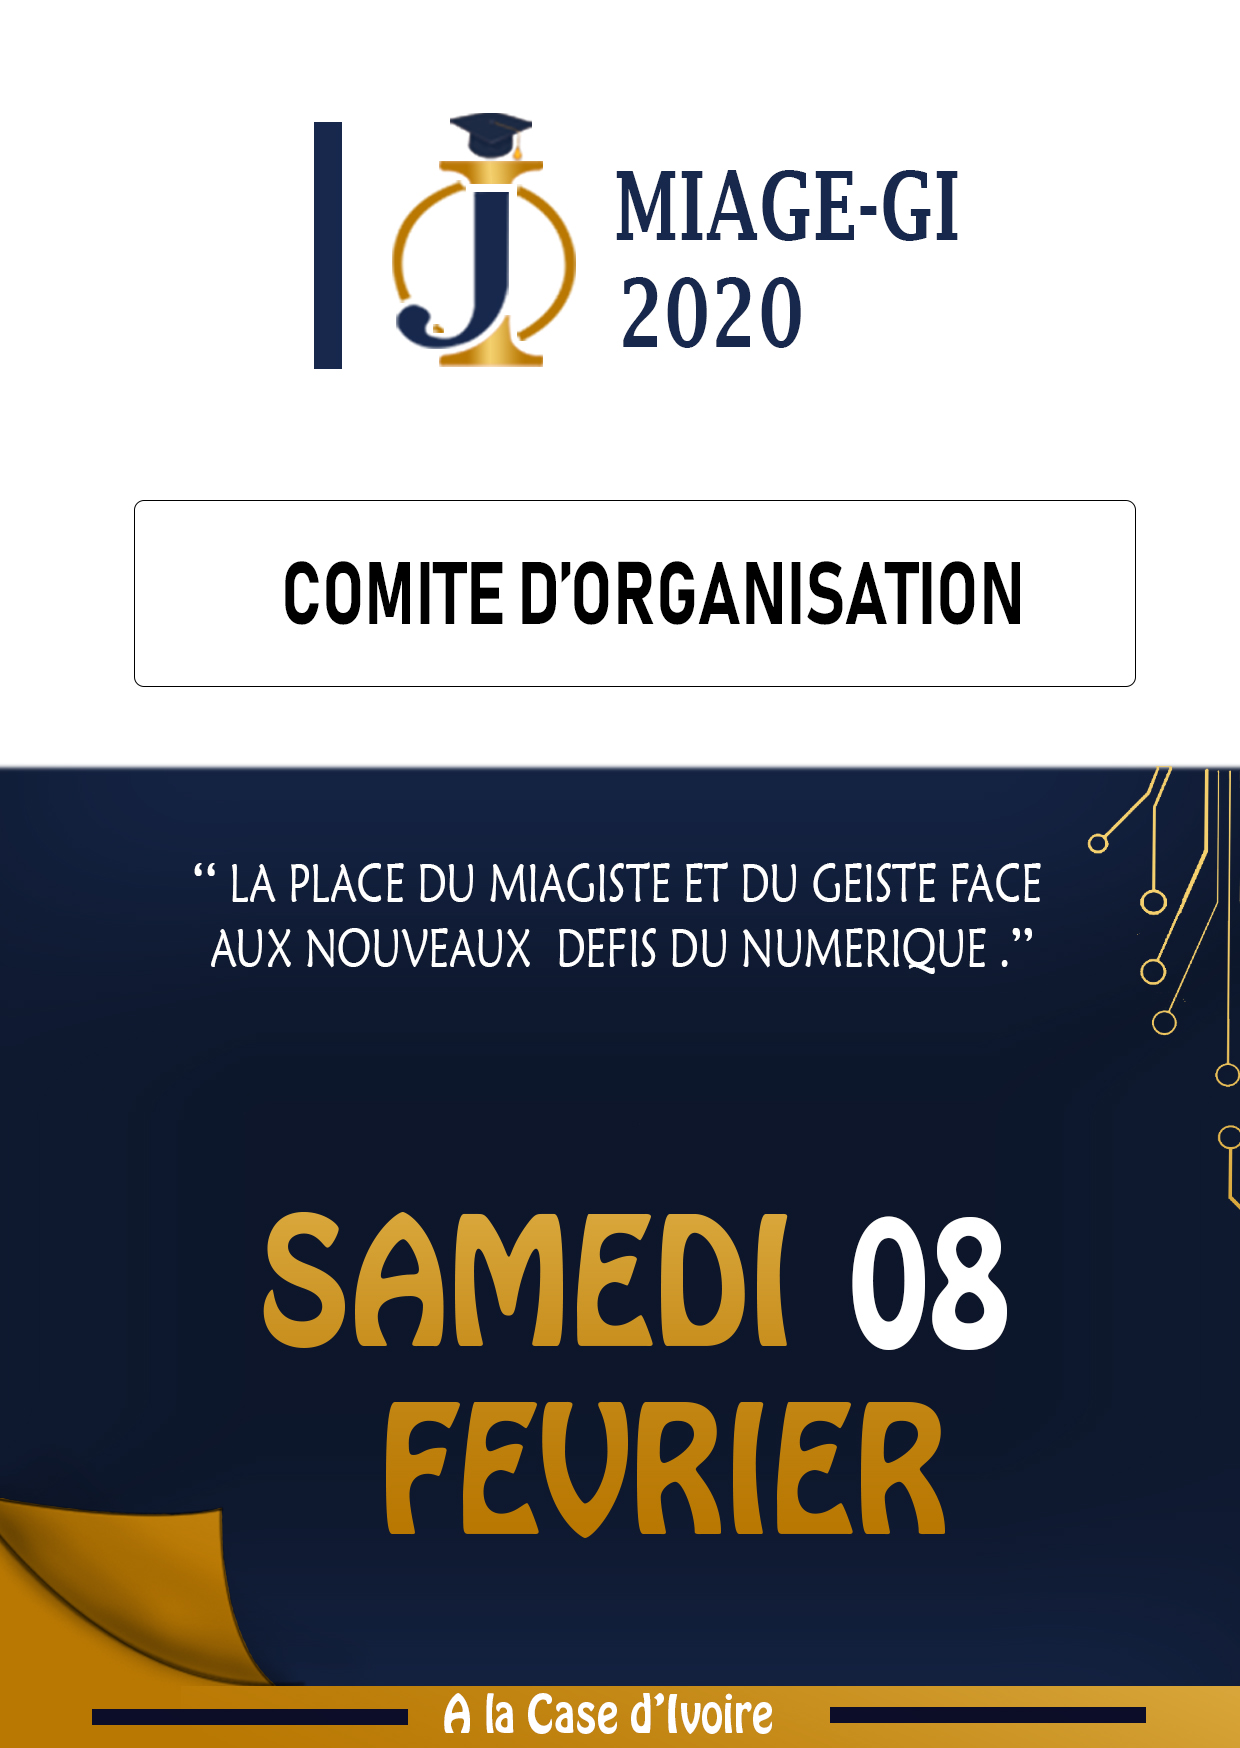 J
MIAGE-GI
2020
COMITE D’ORGANISATION
‘‘ LA PLACE DU MIAGISTE ET DU GEISTE FACE
AUX NOUVEAUX DEFIS DU NUMERIQUE .’’
SAMEDI 08
FEVRIER
A la Case d’Ivoire